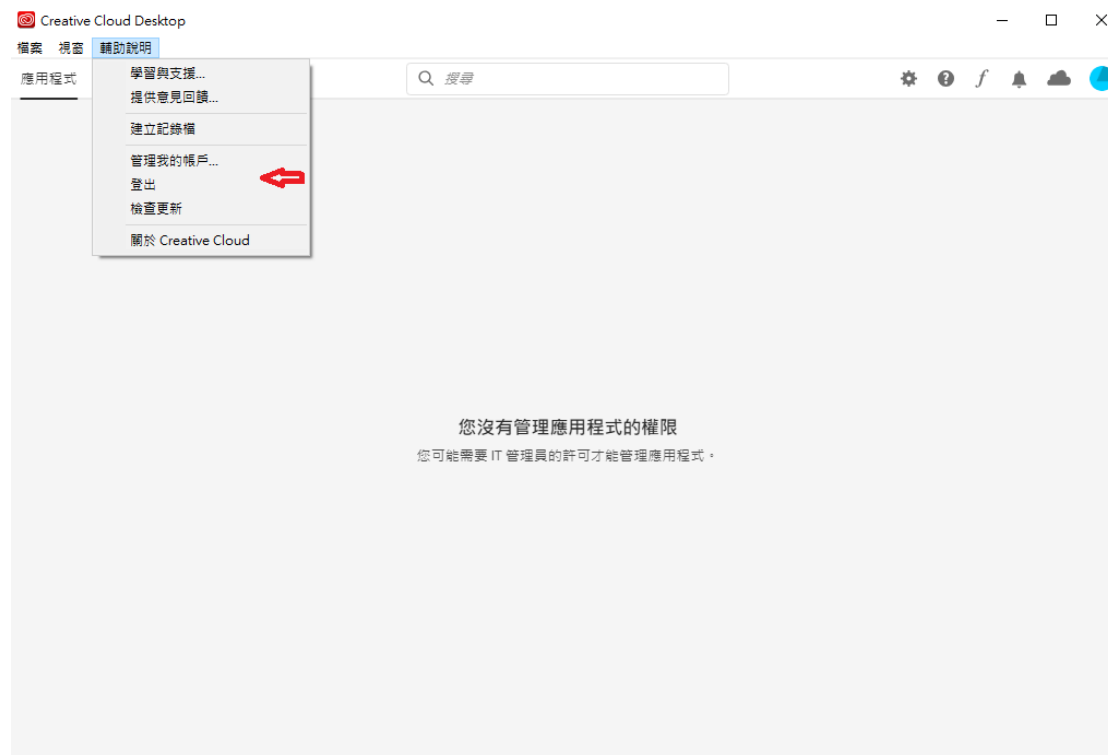 Creative Cloud Desktop
檔案 視窗 輔助說明
應用程式
搜尋
學習與支援...
提供意見回饋...
建立記錄檔
管理我的帳戶...
登出
檢查更新
關於 Creative Cloud
您沒有管理應用程式的權限
您可能需要 IT 管理員的許可才能管理應用程式。